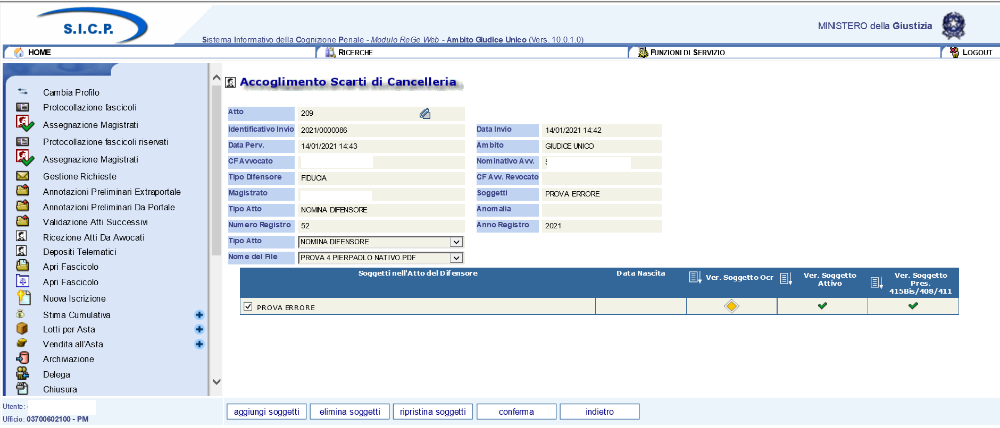 S.I.C.P.
MINISTERO della Giustizia
Sistema Informativo della Cognizione Penale - Modulo ReGe Web - Ambito Giudice Unico (Vers. 10.0.1.0)
HOME
RICERCHE
FUNZIONI DI SERVIZIO
LOGOUT
Cambia Profilo
Protocollazione fascicoli
Assegnazione Magistrati
Protocollazione fascicoli riservati
Assegnazione Magistrati
Gestione Richieste
Annotazioni Preliminari Extraportale
Annotazioni Preliminari Da Portale
Validazione Atti Successivi
Ricezione Atti Da Avvocati
Depositi Telematici
Apri Fascicolo
Apri Fascicolo
Nuova Iscrizione
Stima Cumulativa
Lotti per Asta
Vendita all'Asta
Archiviazione
Delega
Chiusura
Utente:
Ufficio: 03700602100 - PM
Accoglimento Scarti di Cancelleria
Atto 209
Identificativo Invio 2021/0000086 Data Invio 14/01/2021 14:42
Data Perv. 14/01/2021 14:43 Ambito GIUDICE UNICO
CF Avvocato Nominativo Avv.
Tipo Difensore FIDUCIA CF Avv. Revocato
Magistrato Soggetti PROVA ERRORE
Tipo Atto NOMINA DIFENSORE Anomalia
Numero Registro 52 Anno Registro 2021
Tipo Atto NOMINA DIFENSORE
Nome del File PROVA 4 PIERPAOLO NATIVO.PDF
Soggetti nell'Atto del Difensore
Data Nascita
Ver. Soggetto Ocr
Ver. Soggetto
Attivo
Ver. Soggetto
Pres.
415Bis/408/411
PROVA ERRORE
aggiungi soggetti
elimina soggetti
ripristina soggetti
conferma
indietro